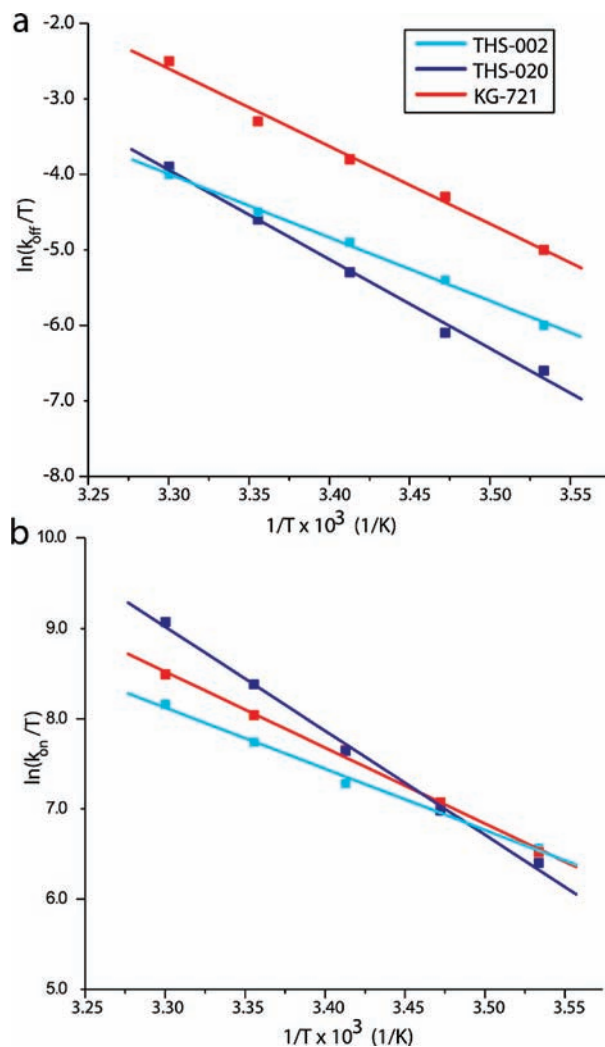 a
-2.0
-3.0
-4.0
-5.0
-6.0
-7.0
-8.0
ln(koff/T)
THS-002
THS-020
KG-721
3.25 3.30 3.35 3.40 3.45 3.50 3.55
1/T x 10³ (1/K)
b
10.0
9.0
8.0
7.0
6.0
5.0
ln(kon/T)
3.25 3.30 3.35 3.40 3.45 3.50 3.55
1/T x 10³ (1/K)